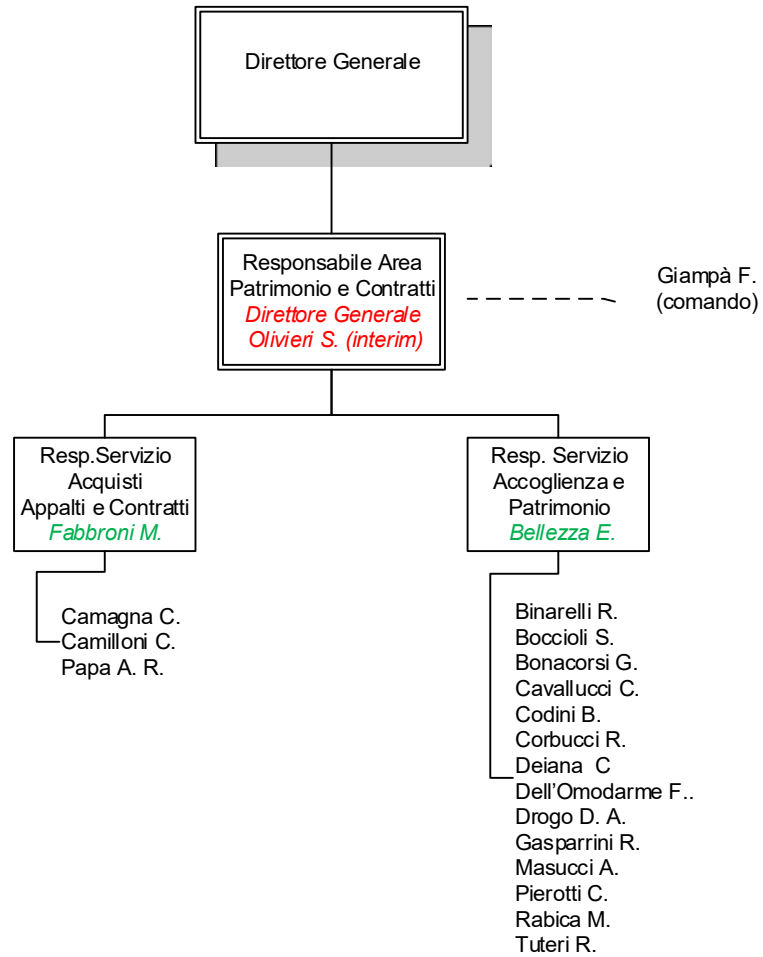 Direttore Generale
Responsabile Area
Patrimonio e Contratti
Direttore Generale
Olivieri S. (interim)
Giampà F.
(comando)
Resp.Servizio
Acquisti
Appalti e Contratti
Fabbroni M.
Camagna C.
Camilloni C.
Papa A. R.
Resp. Servizio
Accoglienza e
Patrimonio
Bellezza E.
Binarelli R.
Boccioli S.
Bonacorsi G.
Cavallucci C.
Codini B.
Corbucci R.
Deiana  C
Dell’Omodarme F..
Drogo D. A.
Gasparrini R.
Masucci A.
Pierotti C.
Rabica M.
Tuteri R.